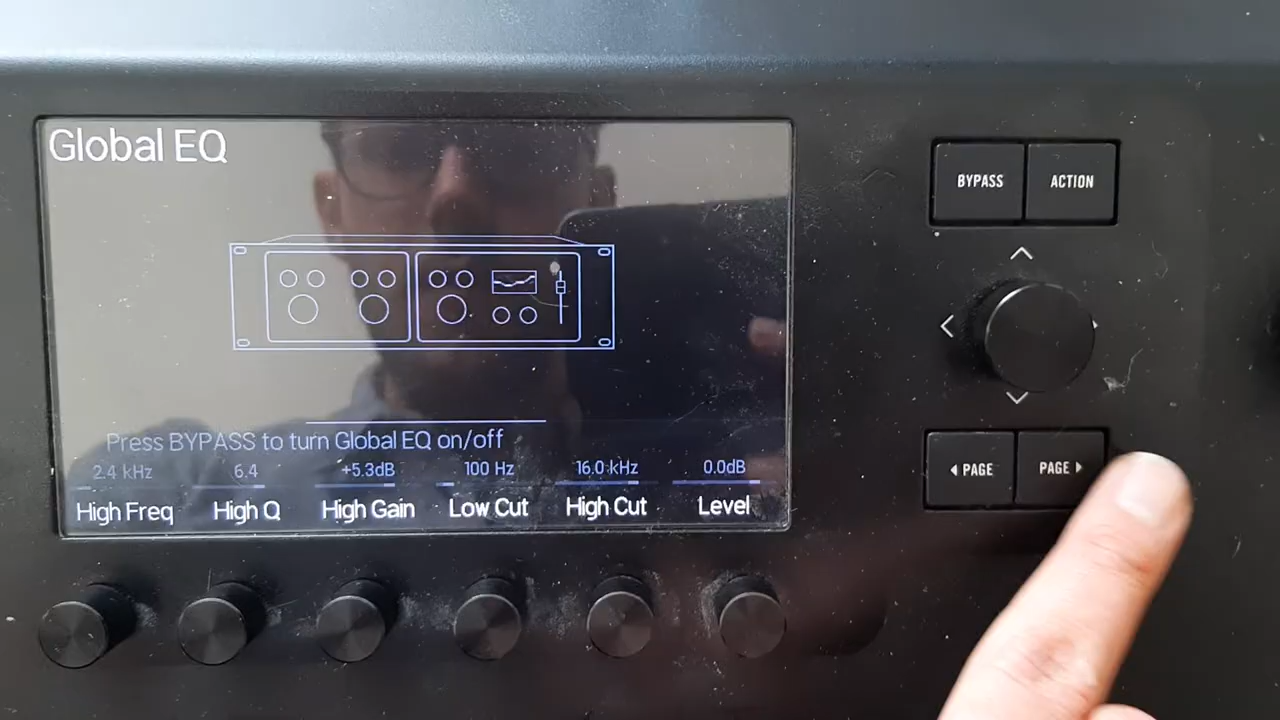 Global EQ
BYPASS ACTION
Press BYPASS to turn Global EQ on/off
2.4 kHz 6.4 +5.3dB 100 Hz 16.0 kHz 0.0dB
High Freq High Q High Gain Low Cut High Cut Level
PAGE PAGE